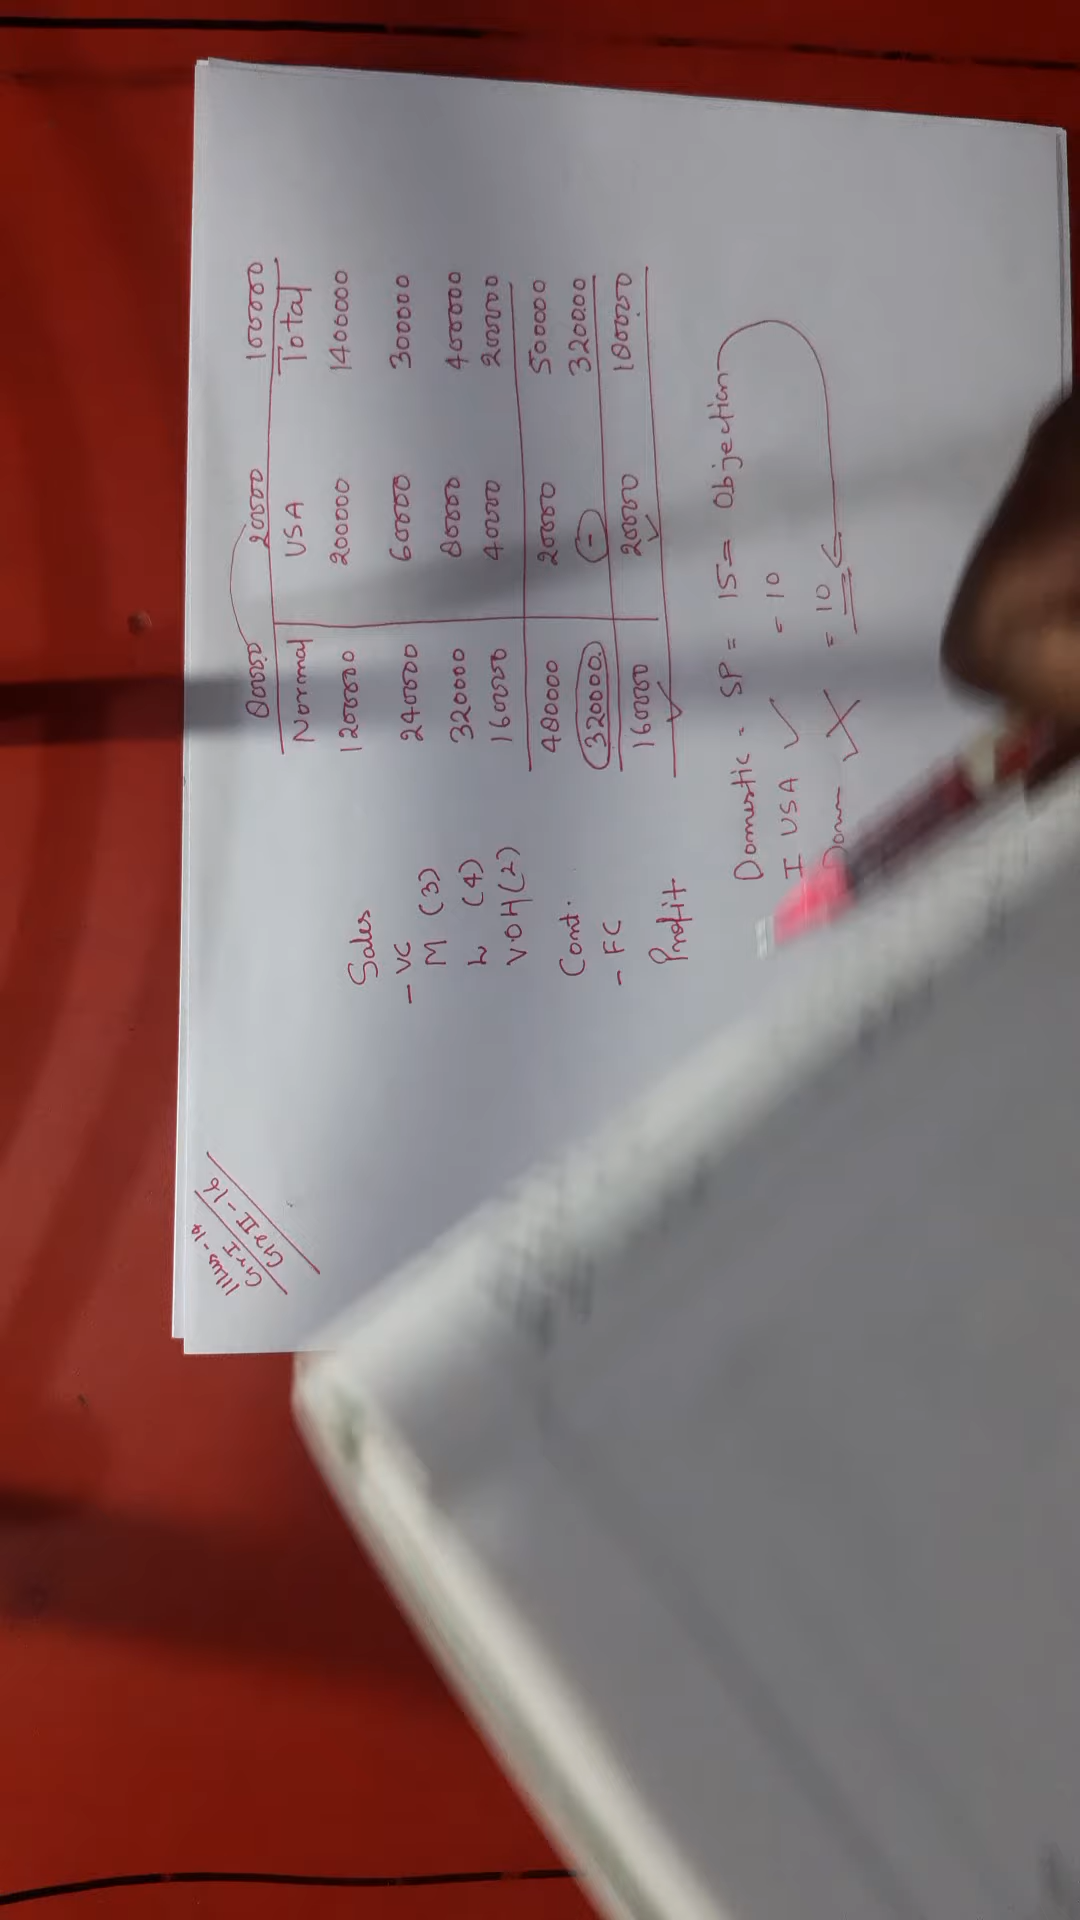 Illus-14
Gr I
Gr II - 16
80000 20000 100000
Normal USA Total
Sales 1200000 200000 1400000
- VC
M (3) 240000 60000 300000
L (4) 320000 80000 400000
V.OH (2) 160000 40000 200000
Cont. 480000 20000 500000
- FC 320000 - 320000
Profit 160000 20000 180000
Domestic - SP = 15 = Objection
I USA ✓ = 10
= 10